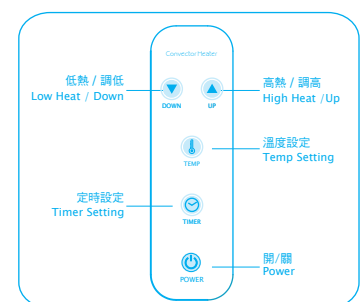 Convector Heater
低熱 / 調低
Low Heat / Down
高熱 / 調高
High Heat /Up
DOWN
UP
溫度設定
Temp Setting
TEMP
定時設定
Timer Setting
TIMER
開/關
Power
POWER